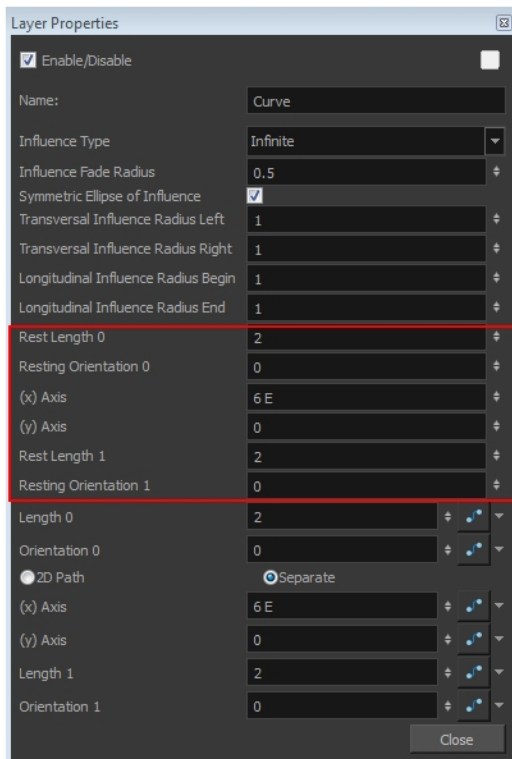 Layer Properties
Enable/Disable
Name: Curve
Influence Type Infinite
Influence Fade Radius 0.5
Symmetric Ellipse of Influence
Transversal Influence Radius Left 1
Transversal Influence Radius Right 1
Longitudinal Influence Radius Begin 1
Longitudinal Influence Radius End 1
Rest Length 0 2
Resting Orientation 0 0
(x) Axis 6 E
(y) Axis 0
Rest Length 1 2
Resting Orientation 1 0
Length 0 2
Orientation 0 0
2D Path Separate
(x) Axis 6 E
(y) Axis 0
Length 1 2
Orientation 1 0
Close